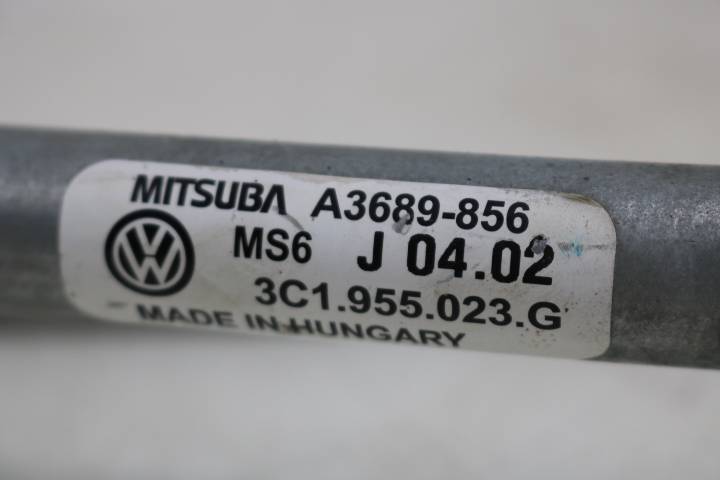 MITSUBA A3689-856
MS6 J 04.02
3C1.955.023.G
MADE IN HUNGARY